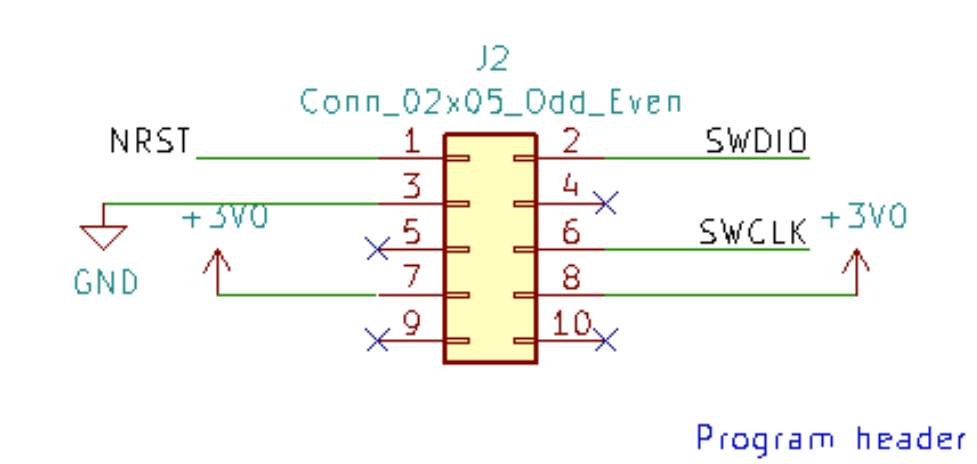 J2
Conn_02x05_Odd_Even
NRST 1 2 SWDIO
3 4
+3V0 5 6 SWCLK +3V0
GND 7 8
9 10
Program header